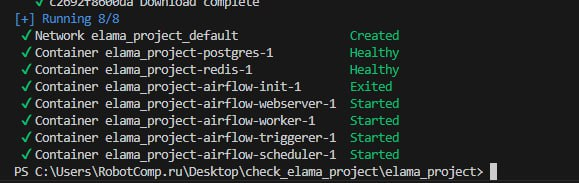 ✓ c2692f8600da Download complete
[+] Running 8/8
✓ Network elama_project_default Created
✓ Container elama_project-postgres-1 Healthy
✓ Container elama_project-redis-1 Healthy
✓ Container elama_project-airflow-init-1 Exited
✓ Container elama_project-airflow-webserver-1 Started
✓ Container elama_project-airflow-worker-1 Started
✓ Container elama_project-airflow-triggerer-1 Started
✓ Container elama_project-airflow-scheduler-1 Started
PS C:\Users\RobotComp.ru\Desktop\check_elama_project\elama_project>